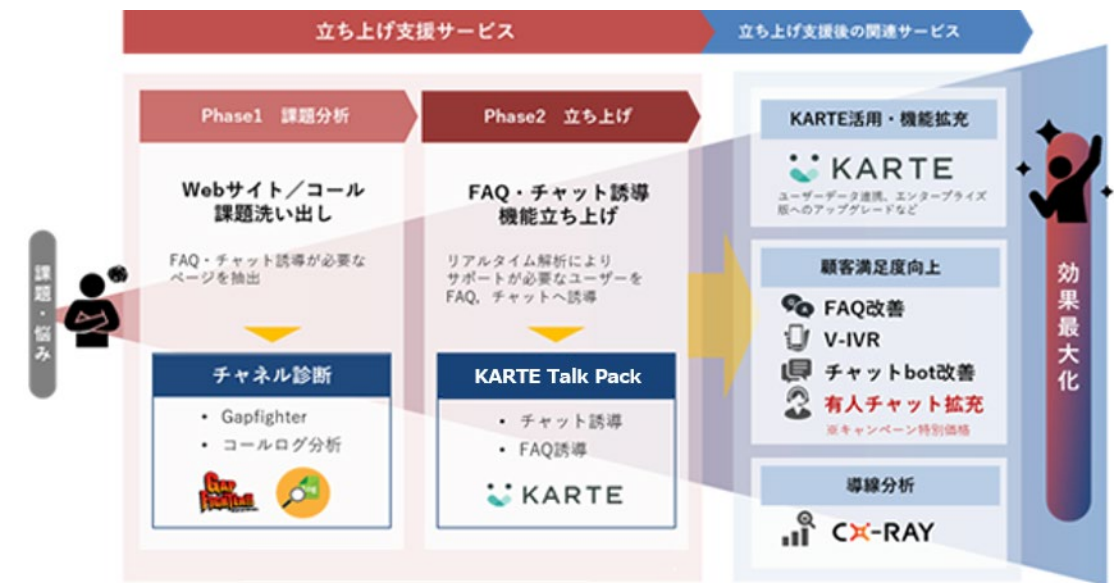 立ち上げ支援サービス
立ち上げ支援後の関連サービス
課題・悩み
Phase1 課題分析
Webサイト／コール
課題洗い出し
FAQ・チャット誘導が必要な
ページを抽出
チャネル診断
• Gapfighter
• コールログ分析
Phase2 立ち上げ
FAQ・チャット誘導
機能立ち上げ
リアルタイム解析により
サポートが必要なユーザーを
FAQ，チャットへ誘導
KARTE Talk Pack
• チャット誘導
• FAQ誘導
KARTE
KARTE活用・機能拡充
KARTE
ユーザーデータ連携、エンタープライズ
版へのアップグレードなど
顧客満足度向上
FAQ改善
V-IVR
チャットbot改善
有人チャット拡充
※キャンペーン特別価格
導線分析
CX-RAY
効果最大化